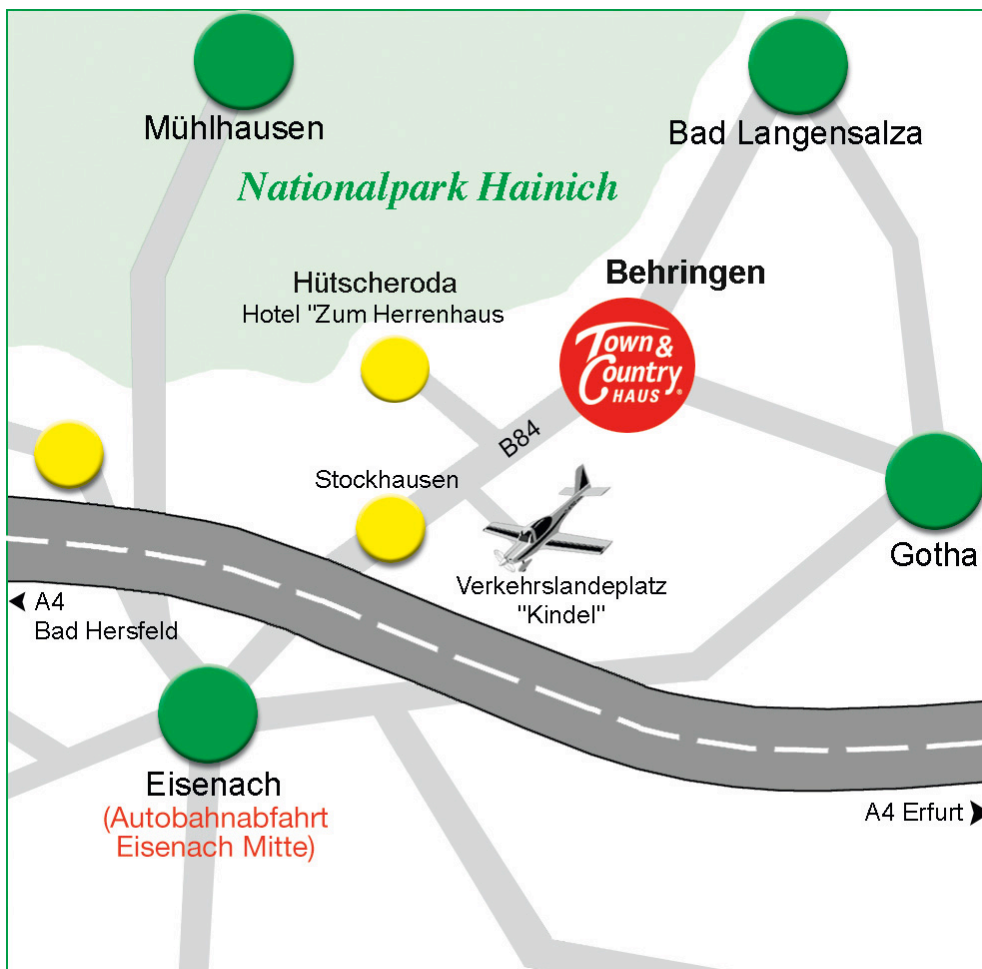 Mühlhausen
Bad Langensalza
Nationalpark Hainich
Behringen
Hütscheroda
Hotel "Zum Herrenhaus
Town &
Country
HAUS®
B84
Stockhausen
Gotha
Verkehrslandeplatz
"Kindel"
A4
Bad Hersfeld
Eisenach
(Autobahnabfahrt
Eisenach Mitte)
A4 Erfurt